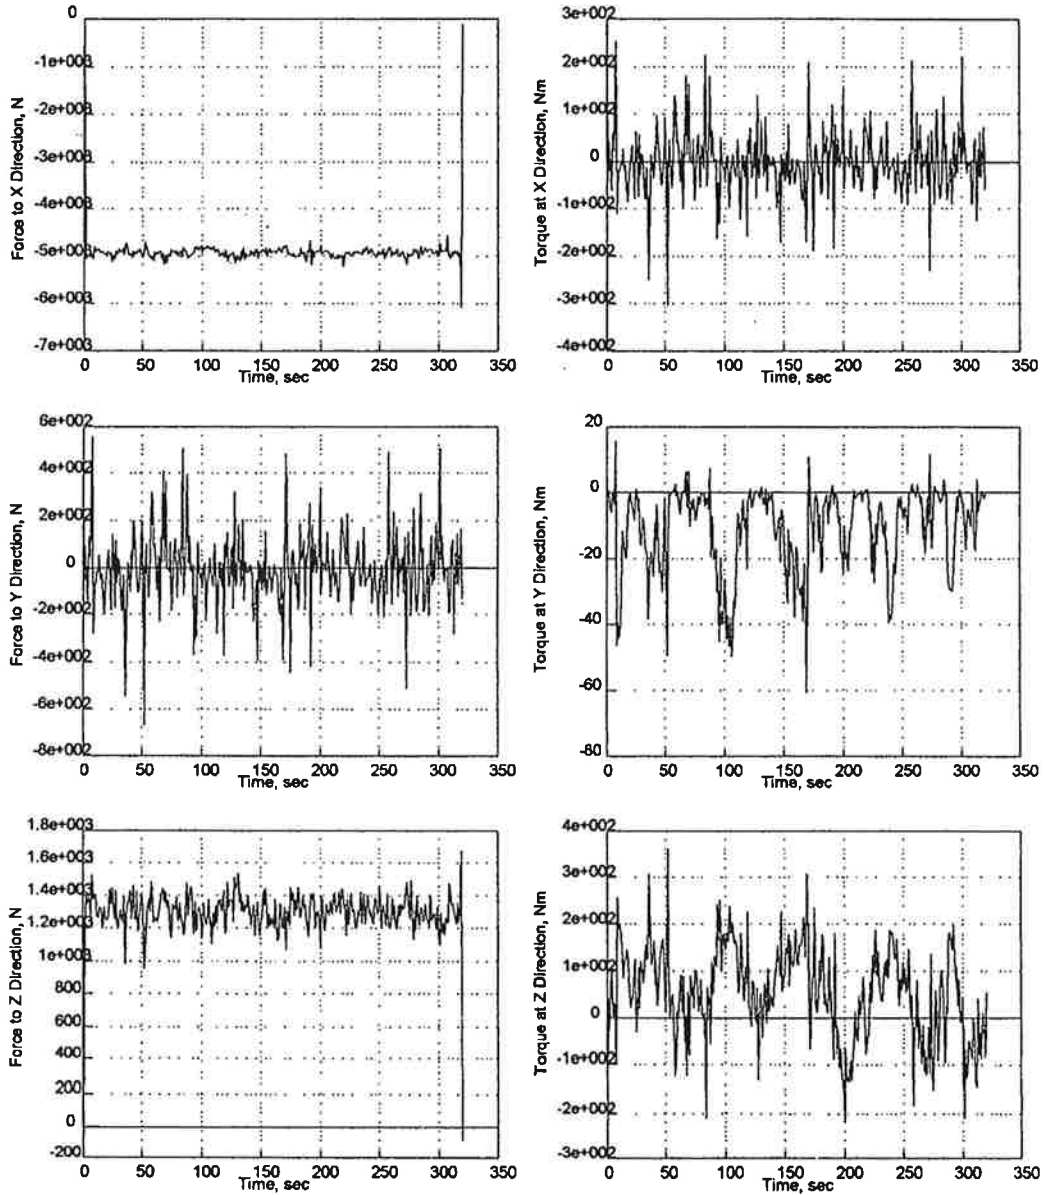 0
-1e+003
-2e+003
-3e+003
-4e+003
-5e+003
-6e+003
-7e+003
Force to X Direction, N
0 50 100 150 200 250 300 350
Time, sec
3e+002
2e+002
1e+002
0
-1e+002
-2e+002
-3e+002
-4e+002
Torque at X Direction, Nm
0 50 100 150 200 250 300 350
Time, sec
6e+002
4e+002
2e+002
0
-2e+002
-4e+002
-6e+002
-8e+002
Force to Y Direction, N
0 50 100 150 200 250 300 350
Time, sec
20
0
-20
-40
-60
-80
Torque at Y Direction, Nm
0 50 100 150 200 250 300 350
Time, sec
1.8e+003
1.6e+003
1.4e+003
1.2e+003
1e+003
800
600
400
200
0
-200
Force to Z Direction, N
0 50 100 150 200 250 300 350
Time, sec
4e+002
3e+002
2e+002
1e+002
0
-1e+002
-2e+002
-3e+002
Torque at Z Direction, Nm
0 50 100 150 200 250 300 350
Time, sec